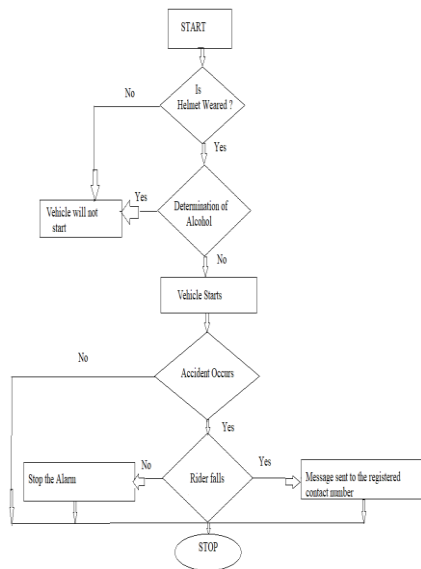 START
Is
Helmet Weared ?
No
Yes
Determination of
Alcohol
Yes
Vehicle will not
start
No
Vehicle Starts
Accident Occurs
No
Yes
Rider falls
No
Stop the Alarm
Yes
Message sent to the registered
contact number
STOP